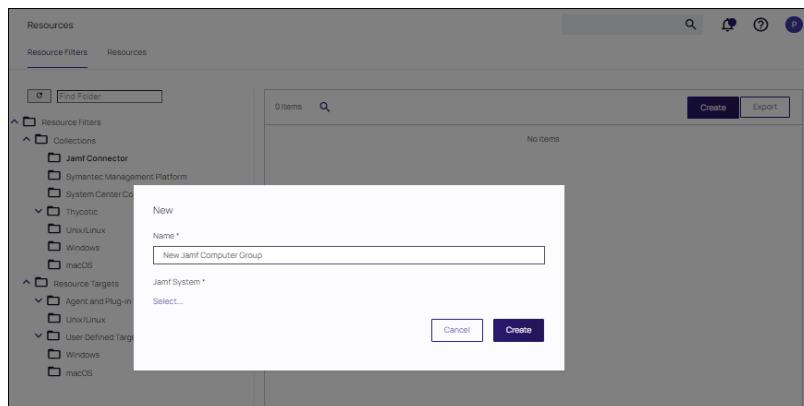 Resources
P
Resource Filters Resources
Find Folder
0 items
Create Export
Resource Filters
No items
Collections
Jamf Connector
Symantec Management Platform
System Center Co
Thycotic
Unix/Linux
Windows
macOS
Resource Targets
Agent and Plug-in
Unix/Linux
User Defined Targ
Windows
macOS
New
Name *
New Jamf Computer Group
Jamf System *
Select...
Cancel Create